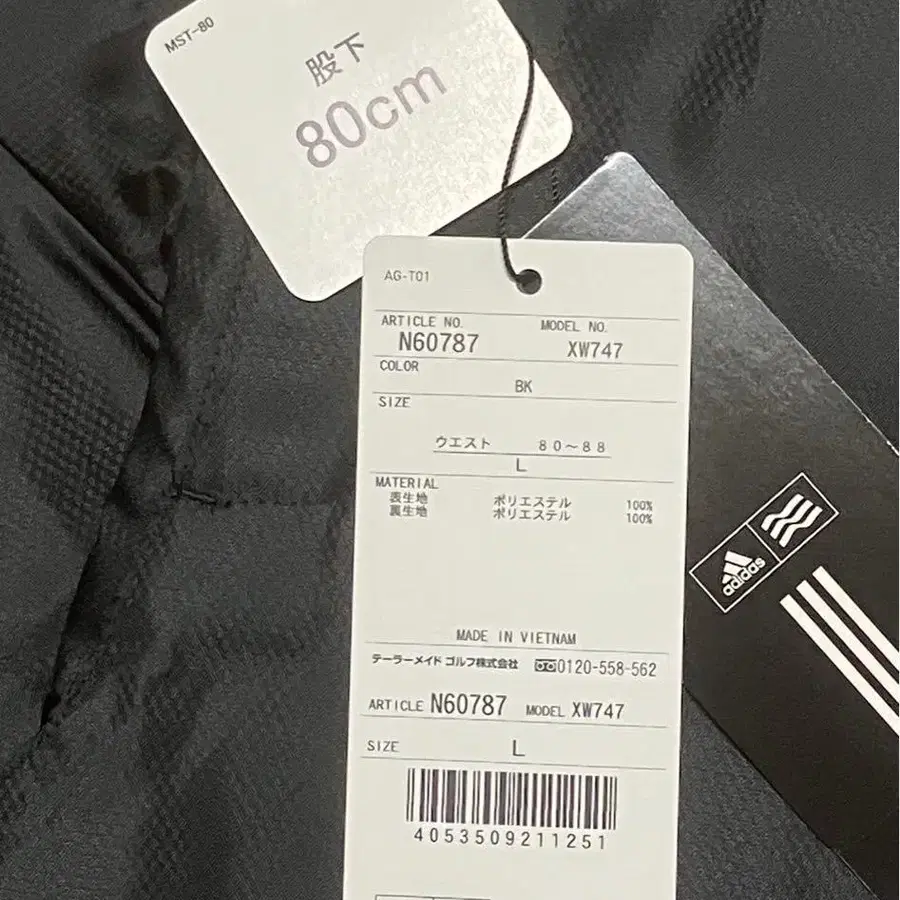 MST-80
股下
80cm
AG-T01
ARTICLE NO. MODEL NO.
N60787 XW747
COLOR
BK
SIZE
ウエスト 80～88
L
MATERIAL
表生地 ポリエステル 100%
裏生地 ポリエステル 100%
MADE IN VIETNAM
テーラーメイド ゴルフ株式会社 0120-558-562
ARTICLE N60787 MODEL XW747
SIZE L
4053509211251
adidas